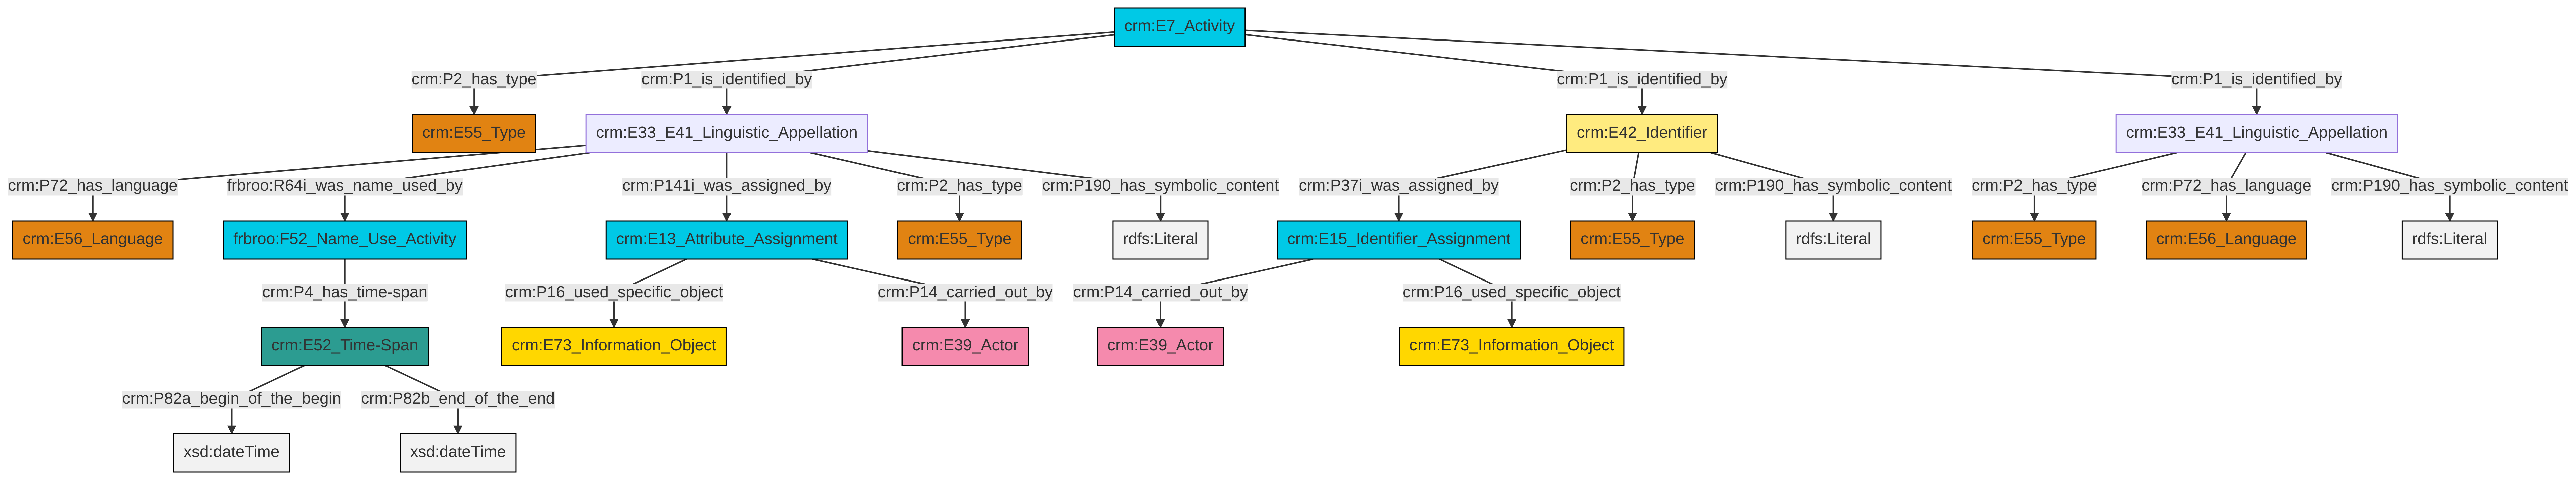 crm:E7_Activity
crm:P2_has_type crm:P1_is_identified_by crm:P1_is_identified_by crm:P1_is_identified_by
crm:E55_Type crm:E33_E41_Linguistic_Appellation crm:E42_Identifier crm:E33_E41_Linguistic_Appellation
crm:P72_has_language frbroo:R64i_was_name_used_by crm:P141i_was_assigned_by crm:P2_has_type crm:P190_has_symbolic_content crm:P37i_was_assigned_by crm:P2_has_type crm:P190_has_symbolic_content crm:P2_has_type crm:P72_has_language crm:P190_has_symbolic_content
crm:E56_Language frbroo:F52_Name_Use_Activity crm:E13_Attribute_Assignment crm:E55_Type rdfs:Literal crm:E15_Identifier_Assignment crm:E55_Type rdfs:Literal crm:E55_Type crm:E56_Language rdfs:Literal
crm:P4_has_time-span crm:P16_used_specific_object crm:P14_carried_out_by crm:P14_carried_out_by crm:P16_used_specific_object
crm:E52_Time-Span crm:E73_Information_Object crm:E39_Actor crm:E39_Actor crm:E73_Information_Object
crm:P82a_begin_of_the_begin crm:P82b_end_of_the_end
xsd:dateTime xsd:dateTime